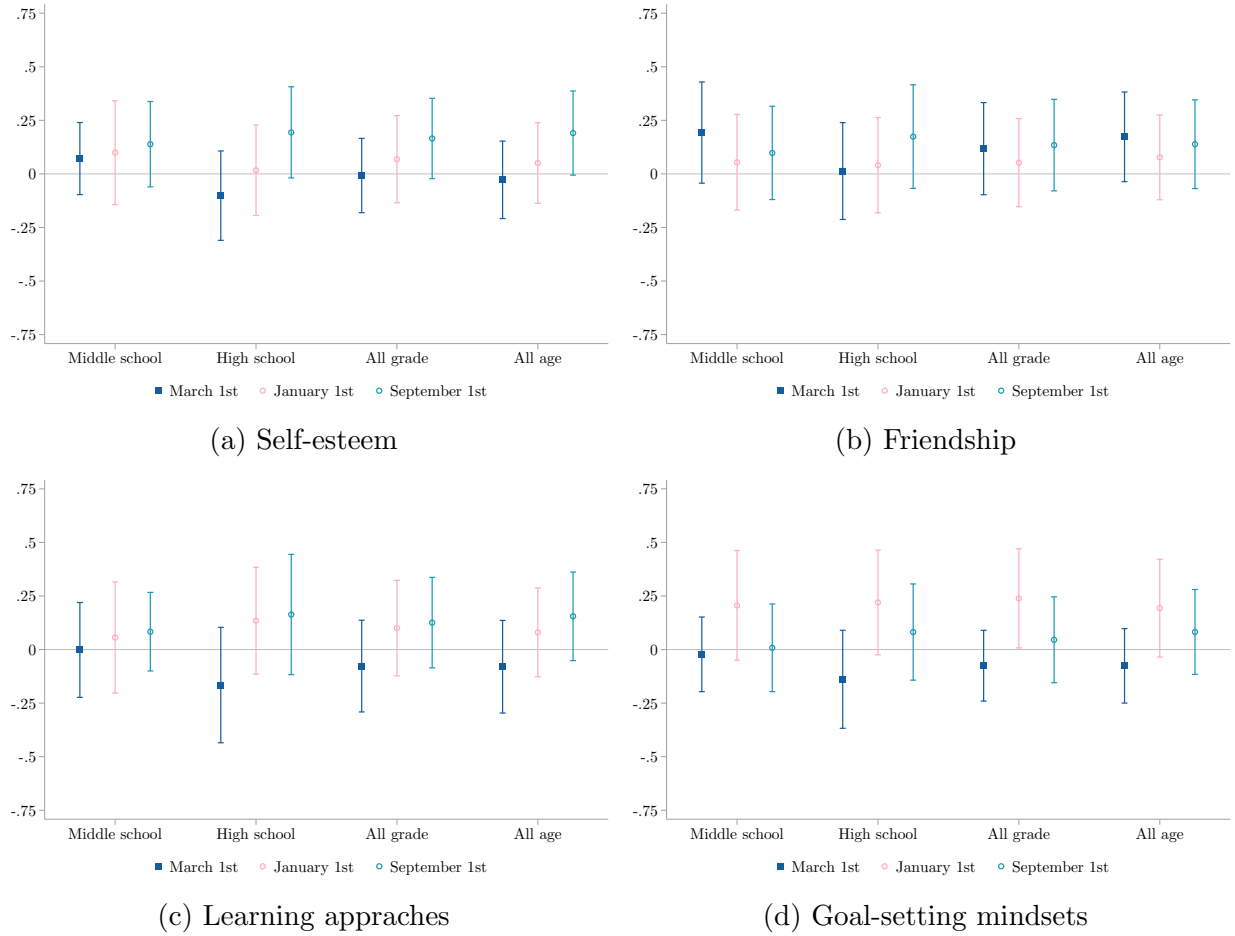 .75
.5
.25
0
-.25
-.5
-.75
Middle school High school All grade All age
March 1st January 1st September 1st
(a) Self-esteem
.75
.5
.25
0
-.25
-.5
-.75
Middle school High school All grade All age
March 1st January 1st September 1st
(b) Friendship
.75
.5
.25
0
-.25
-.5
-.75
Middle school High school All grade All age
March 1st January 1st September 1st
(c) Learning appraches
.75
.5
.25
0
-.25
-.5
-.75
Middle school High school All grade All age
March 1st January 1st September 1st
(d) Goal-setting mindsets